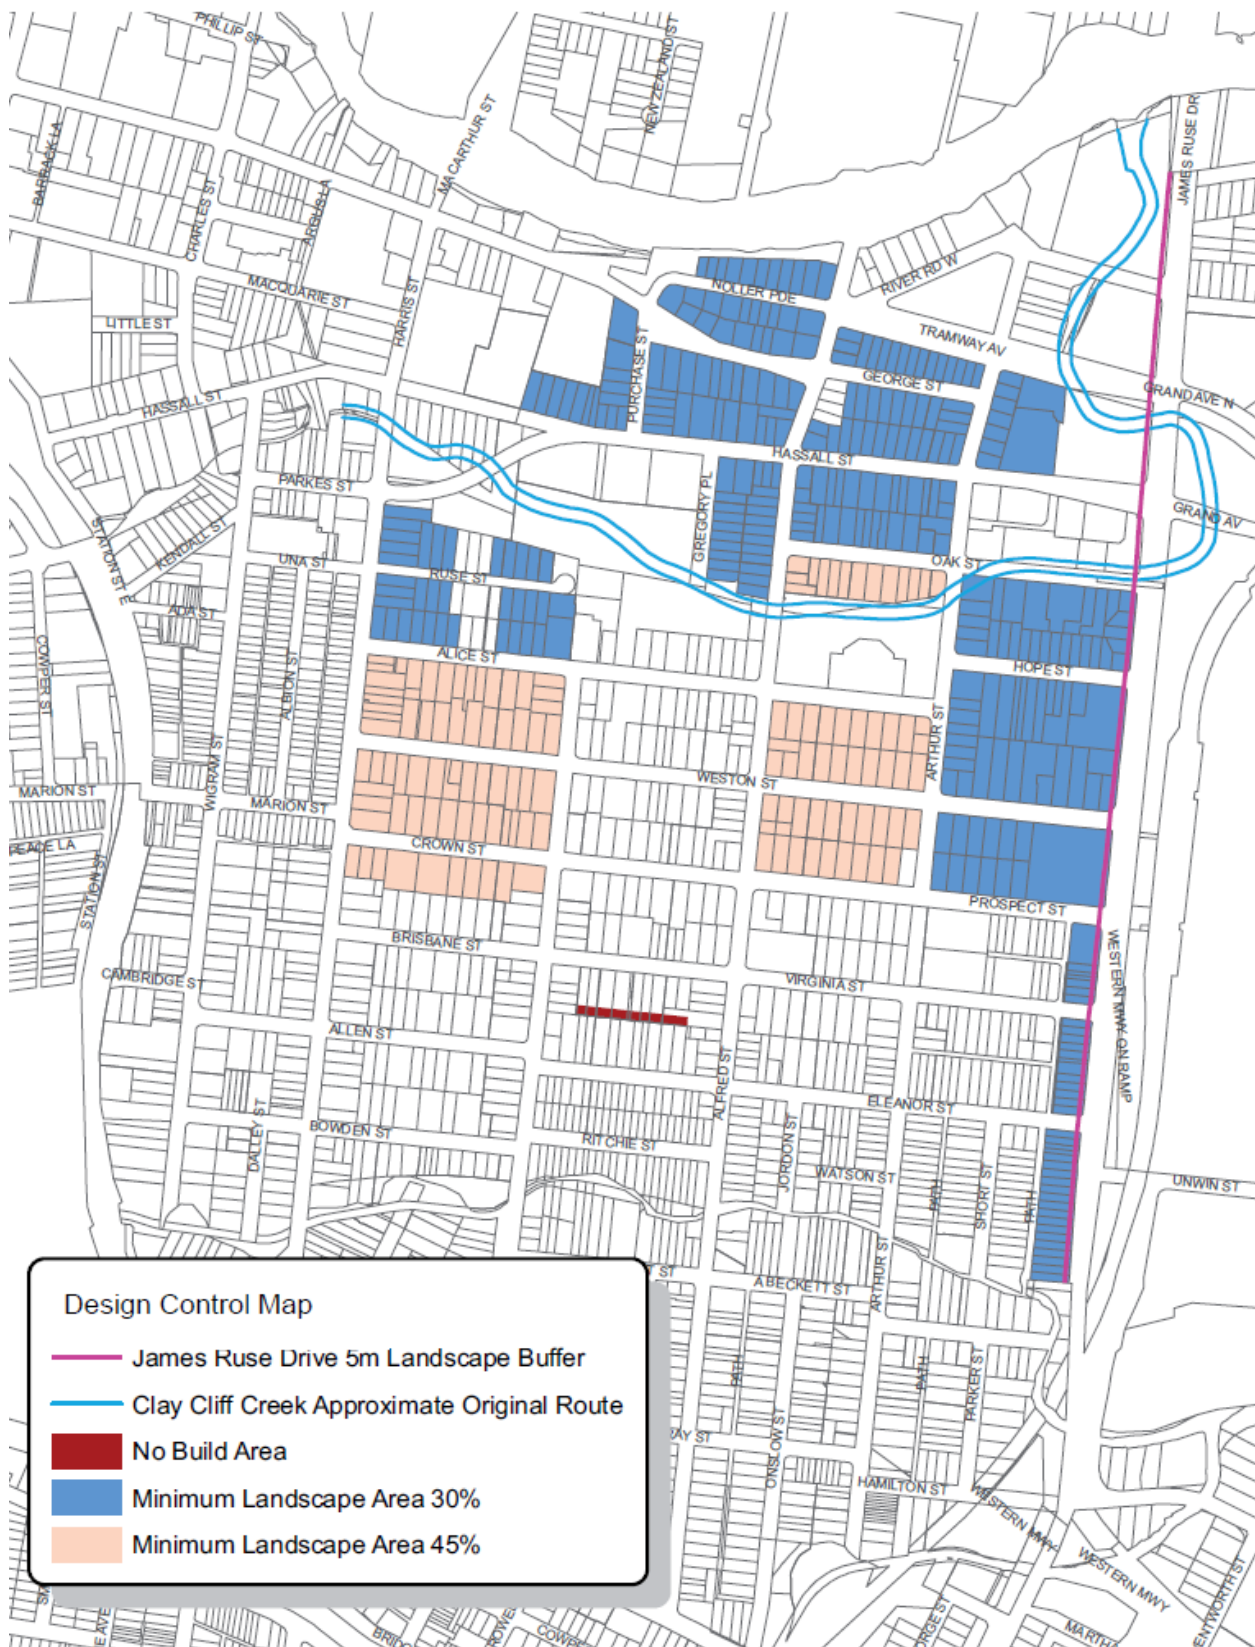 PHILLIP ST
NEW ZEALAND ST
MACARTHUR ST
JAMES RUSE DR
BARRACK LA
CHARLES ST
ARGUS LA
MACQUARIE ST
HARRIS ST
LITTLE ST
NOLLER PDE
RIVER RD W
TRAMWAY AV
PURCHASE ST
GEORGE ST
GRAND AVE N
HASSALL ST
HASSALL ST
PARKES ST
GREGORY PL
GRAND AV
STATION ST E
KENDALL ST
UNA ST
RUSE ST
OAK ST
ADA ST
COWPER ST
ALBION ST
ALICE ST
HOPE ST
ARTHUR ST
WIGRAM ST
WESTON ST
MARION ST
MARION ST
PEACE LA
CROWN ST
STATION ST
PROSPECT ST
BRISBANE ST
CAMBRIDGE ST
VIRGINIA ST
WESTERN MWY ON RAMP
ALLEN ST
ALFRED ST
ELEANOR ST
DALLEY ST
BOWDEN ST
RITCHIE ST
JORDON ST
WATSON ST
PATH
SHORT ST
PATH
UNWIN ST
ST
A BECKETT ST
ARTHUR ST
Design Control Map
James Ruse Drive 5m Landscape Buffer
Clay Cliff Creek Approximate Original Route
No Build Area
Minimum Landscape Area 30%
Minimum Landscape Area 45%
PATH
PATH
PARKER ST
RAY ST
ONSLOW ST
HAMILTON ST
WESTERN MWY
WESTERN MWY
WENTWORTH ST